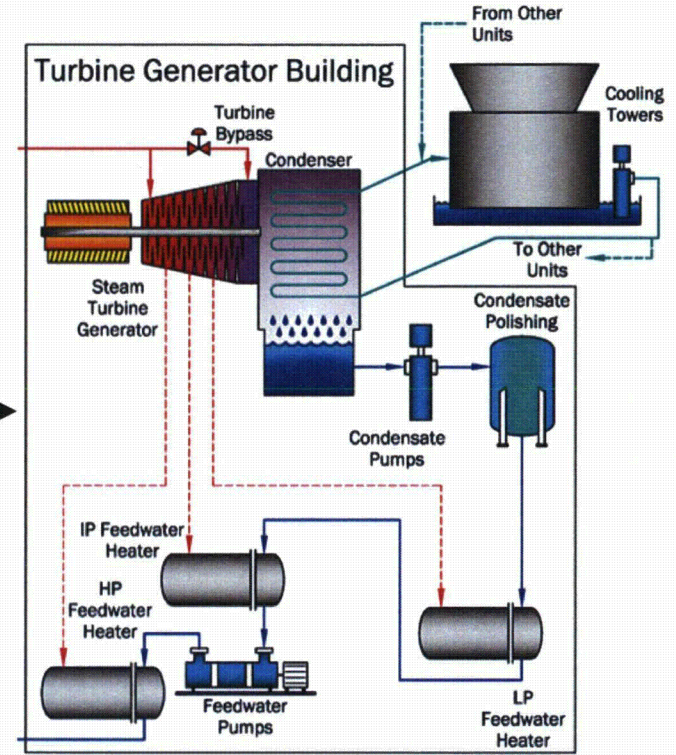 From Other
Units
Turbine Generator Building
Cooling
Towers
Turbine
Bypass
Condenser
To Other
Units
Steam
Turbine
Generator
Condensate
Polishing
Condensate
Pumps
IP Feedwater
Heater
HP
Feedwater
Heater
Feedwater
Pumps
LP
Feedwater
Heater